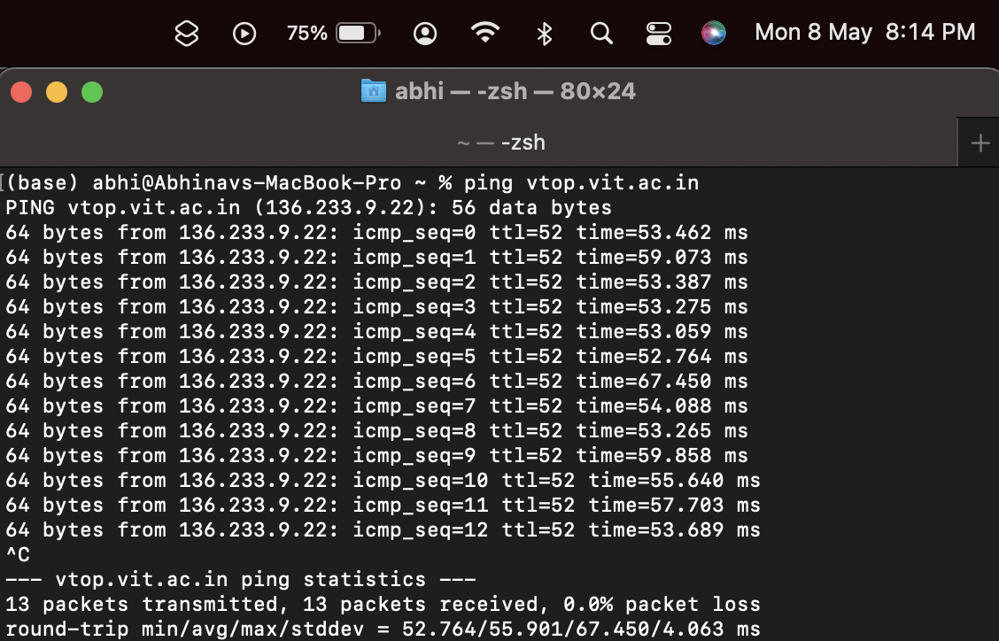 75%
Mon 8 May 8:14 PM
abhi — -zsh — 80×24
~ — -zsh
(base) abhi@Abhinavs-MacBook-Pro ~ % ping vtop.vit.ac.in
PING vtop.vit.ac.in (136.233.9.22): 56 data bytes
64 bytes from 136.233.9.22: icmp_seq=0 ttl=52 time=53.462 ms
64 bytes from 136.233.9.22: icmp_seq=1 ttl=52 time=59.073 ms
64 bytes from 136.233.9.22: icmp_seq=2 ttl=52 time=53.387 ms
64 bytes from 136.233.9.22: icmp_seq=3 ttl=52 time=53.275 ms
64 bytes from 136.233.9.22: icmp_seq=4 ttl=52 time=53.059 ms
64 bytes from 136.233.9.22: icmp_seq=5 ttl=52 time=52.764 ms
64 bytes from 136.233.9.22: icmp_seq=6 ttl=52 time=67.450 ms
64 bytes from 136.233.9.22: icmp_seq=7 ttl=52 time=54.088 ms
64 bytes from 136.233.9.22: icmp_seq=8 ttl=52 time=53.265 ms
64 bytes from 136.233.9.22: icmp_seq=9 ttl=52 time=59.858 ms
64 bytes from 136.233.9.22: icmp_seq=10 ttl=52 time=55.640 ms
64 bytes from 136.233.9.22: icmp_seq=11 ttl=52 time=57.703 ms
64 bytes from 136.233.9.22: icmp_seq=12 ttl=52 time=53.689 ms
^C
--- vtop.vit.ac.in ping statistics ---
13 packets transmitted, 13 packets received, 0.0% packet loss
round-trip min/avg/max/stddev = 52.764/55.901/67.450/4.063 ms